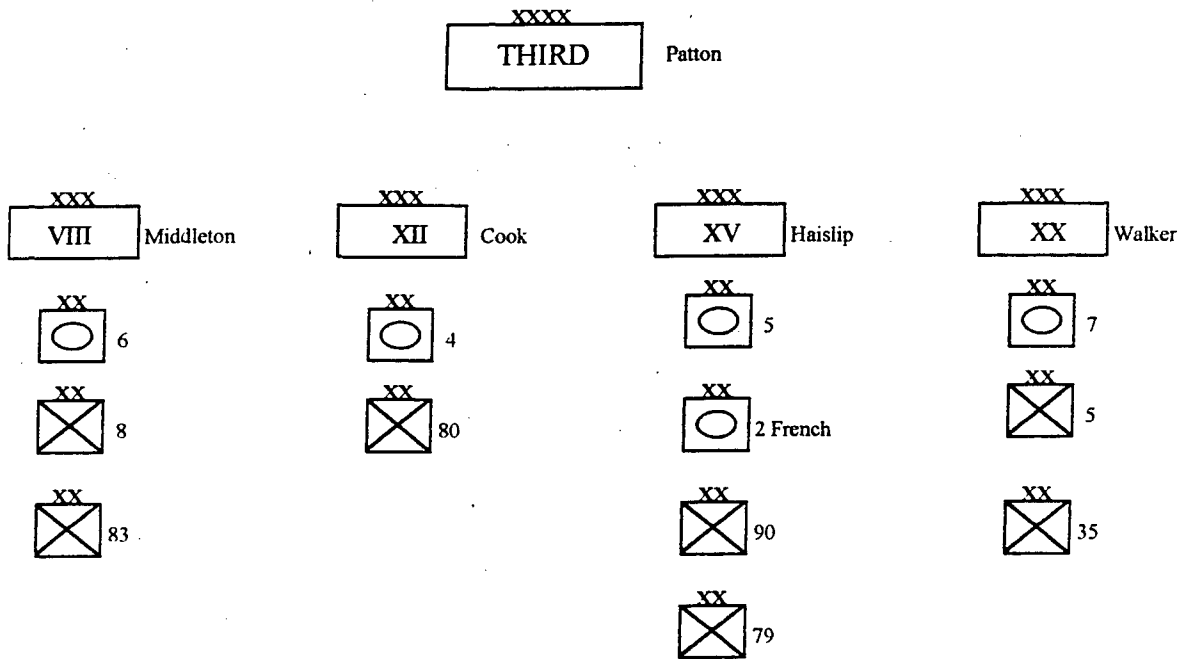 XXXX
THIRD Patton
XXX XXX XXX XXX
VIII Middleton XII Cook XV Haislip XX Walker
XX XX XX XX
6 4 5 7
XX XX XX XX
8 80 2 French 5
XX XX XX
83 90 35
XX
79